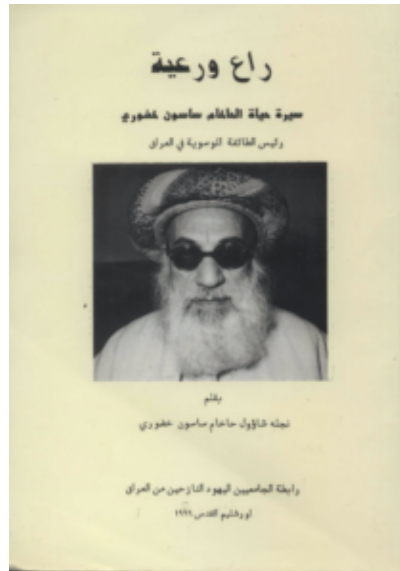 راع ورعية
سيرة حياة الحاخام ساسون خضوري
رئيس الطائفة الموسوية في العراق
بقلم
نجله شاؤول حاخام ساسون خضوري
رابطة الجامعيين اليهود النازحين من العراق
اورشليم القدس ١٩٩٩